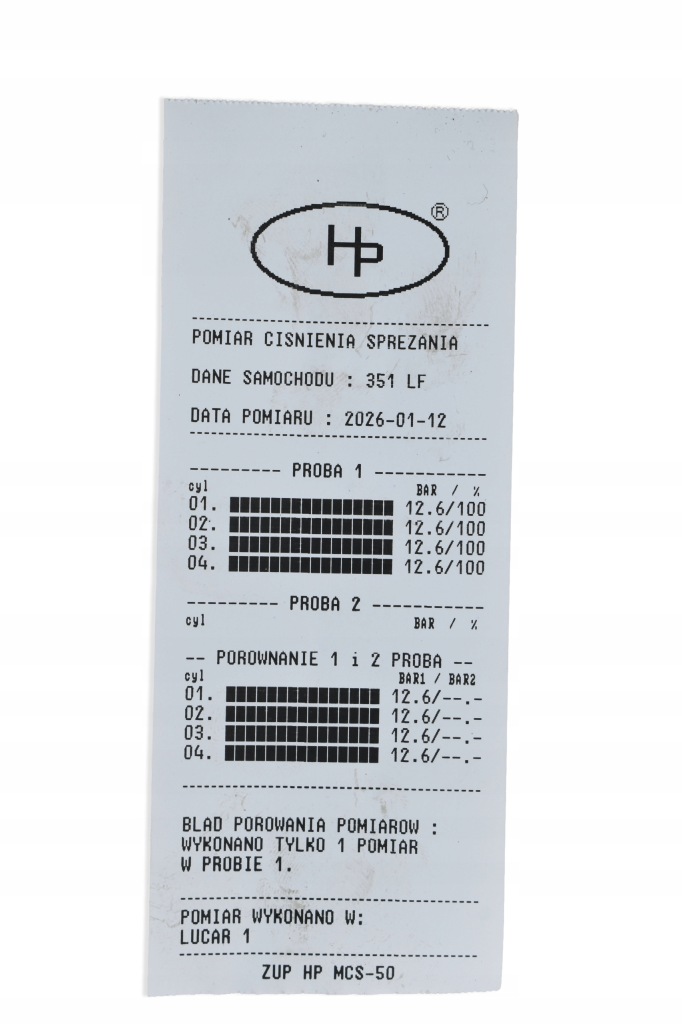 HP ®
POMIAR CISNIENIA SPREZANIA
DANE SAMOCHODU : 351 LF
DATA POMIARU : 2026-01-12
--------- PROBA 1 -----------
cyl BAR / %
01. 12.6/100
02. 12.6/100
03. 12.6/100
04. 12.6/100
--------- PROBA 2 -----------
cyl BAR / %
-- POROWNANIE 1 i 2 PROBA --
cyl BAR1 / BAR2
01. 12.6/--.-
02. 12.6/--.-
03. 12.6/--.-
04. 12.6/--.-
BLAD POROWANIA POMIAROW :
WYKONANO TYLKO 1 POMIAR
W PROBIE 1.
POMIAR WYKONANO W:
LUCAR 1
ZUP HP MCS-50